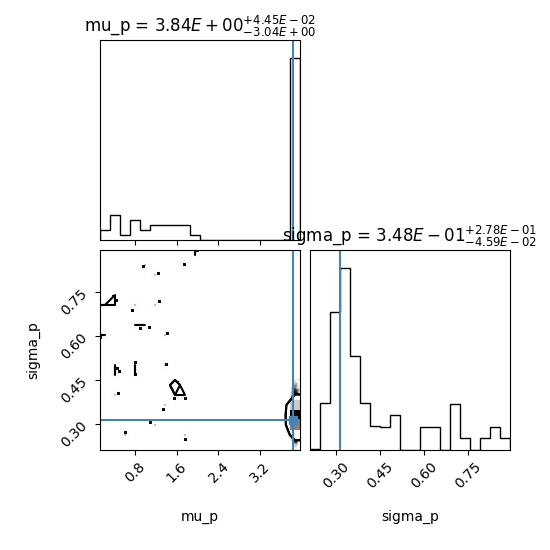 mu_p = 3.84E+00+4.45E−02 −3.04E+00
sigma_p = 3.48E−01+2.78E−01 −4.59E−02
sigma_p
0.75
0.60
0.45
0.30
0.8 1.6 2.4 3.2
0.30 0.45 0.60 0.75
mu_p
sigma_p